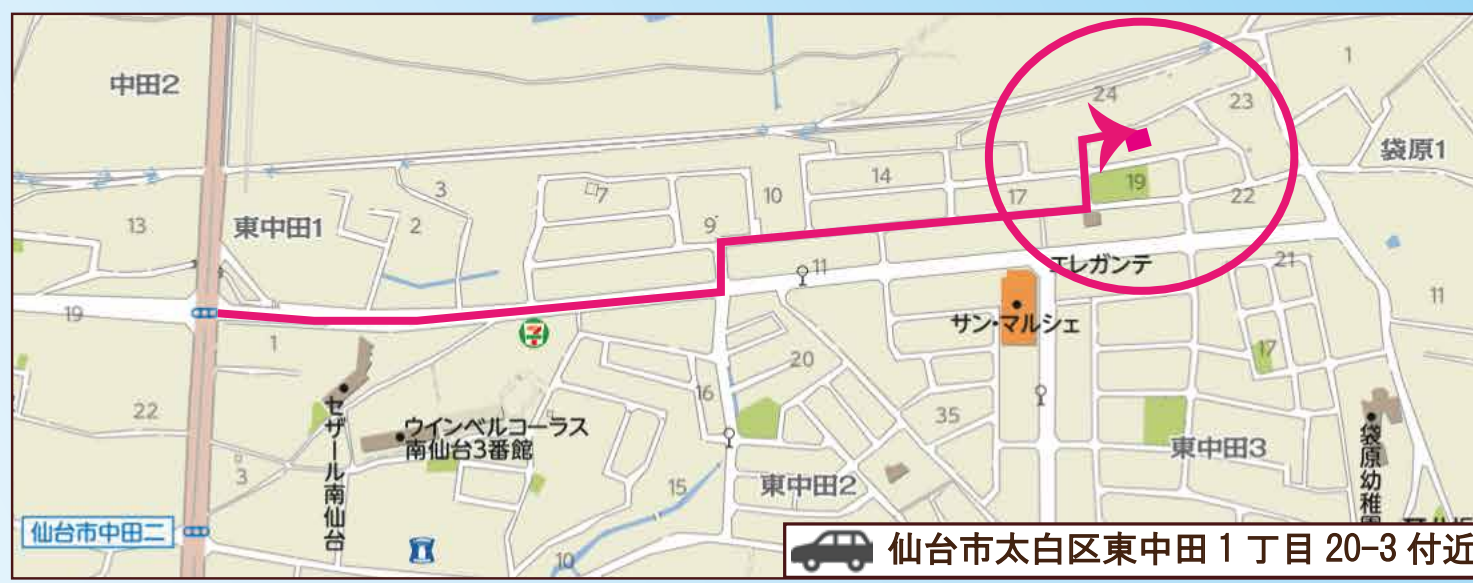 中田2
1
24
23
袋原1
3
14
19
7
10
13
東中田1
2
9
17
22
11
エレガンテ
21
19
11
サン・マルシェ
1
7
20
17
22
セザール南仙台
16
35
ウインベルコーラス
南仙台3番館
東中田3
袋原幼稚園
3
15
東中田2
仙台市中田二
10
仙台市太白区東中田1丁目20-3付近